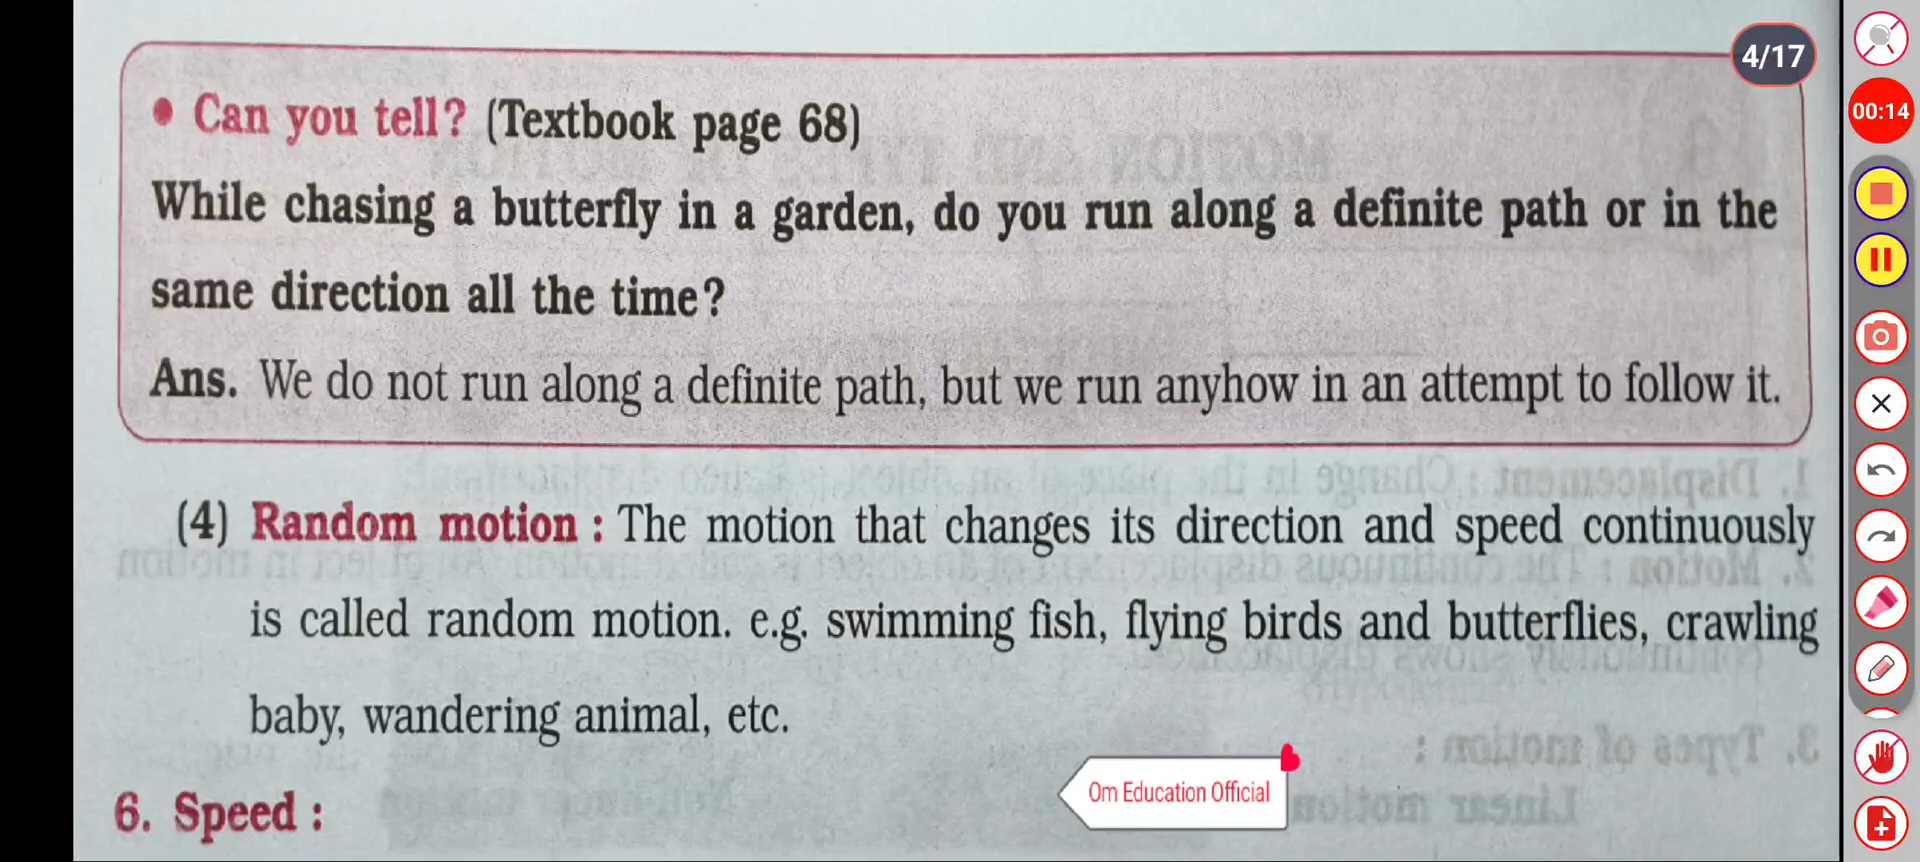 4/17
00:14
• Can you tell? (Textbook page 68)
While chasing a butterfly in a garden, do you run along a definite path or in the
same direction all the time?
Ans. We do not run along a definite path, but we run anyhow in an attempt to follow it.
(4) Random motion : The motion that changes its direction and speed continuously
is called random motion. e.g. swimming fish, flying birds and butterflies, crawling
baby, wandering animal, etc.
Om Education Official
6. Speed :